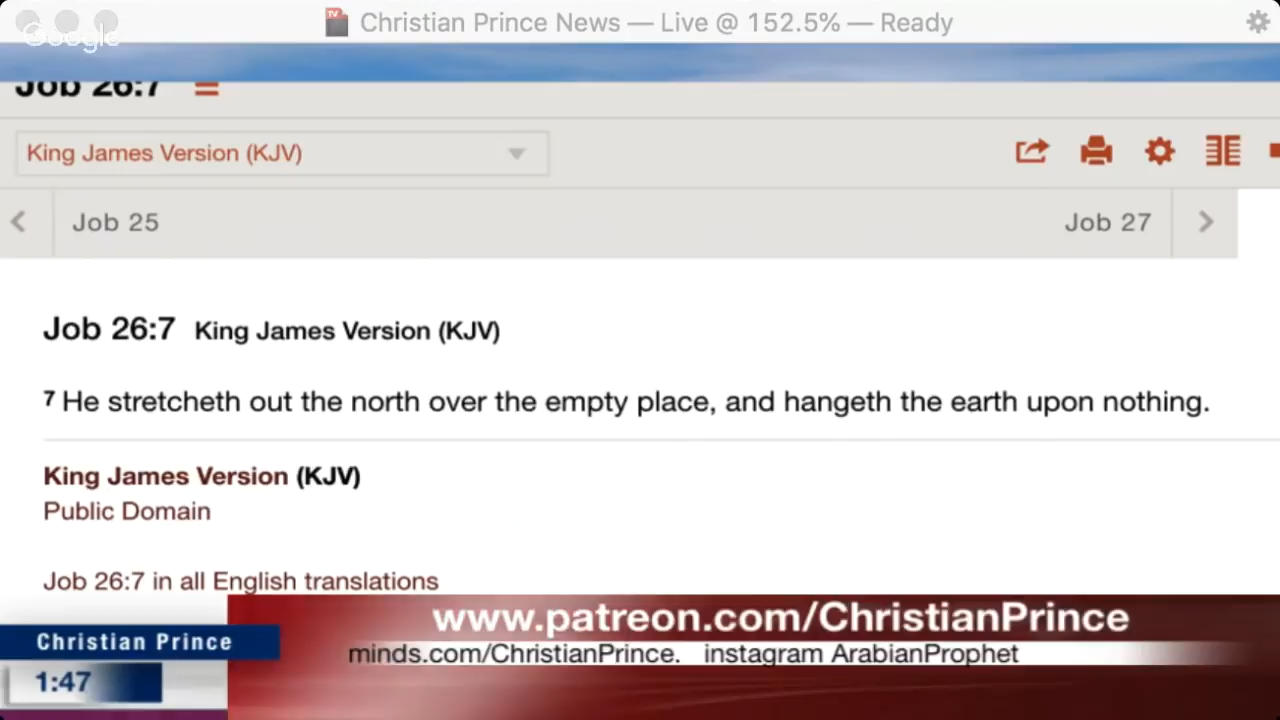 Christian Prince News — Live @ 152.5% — Ready
Google
Job 26:7
King James Version (KJV)
Job 25
Job 27
Job 26:7 King James Version (KJV)
7 He stretcheth out the north over the empty place, and hangeth the earth upon nothing.
King James Version (KJV)
Public Domain
Job 26:7 in all English translations
www.patreon.com/ChristianPrince
Christian Prince
minds.com/ChristianPrince. instagram ArabianProphet
1:47